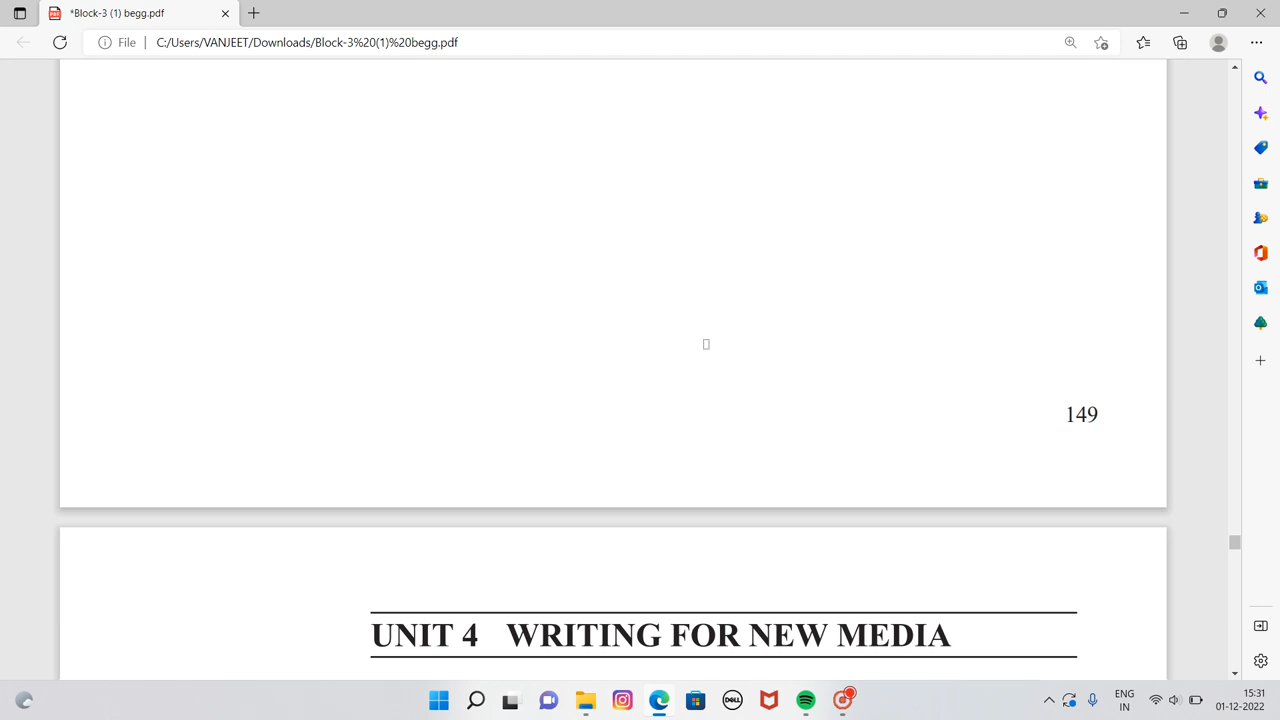 *Block-3 (1) begg.pdf
File
C:/Users/VANJEET/Downloads/Block-3%20(1)%20begg.pdf
149
UNIT 4 WRITING FOR NEW MEDIA
DELL
ENG
IN
15:31
01-12-2022